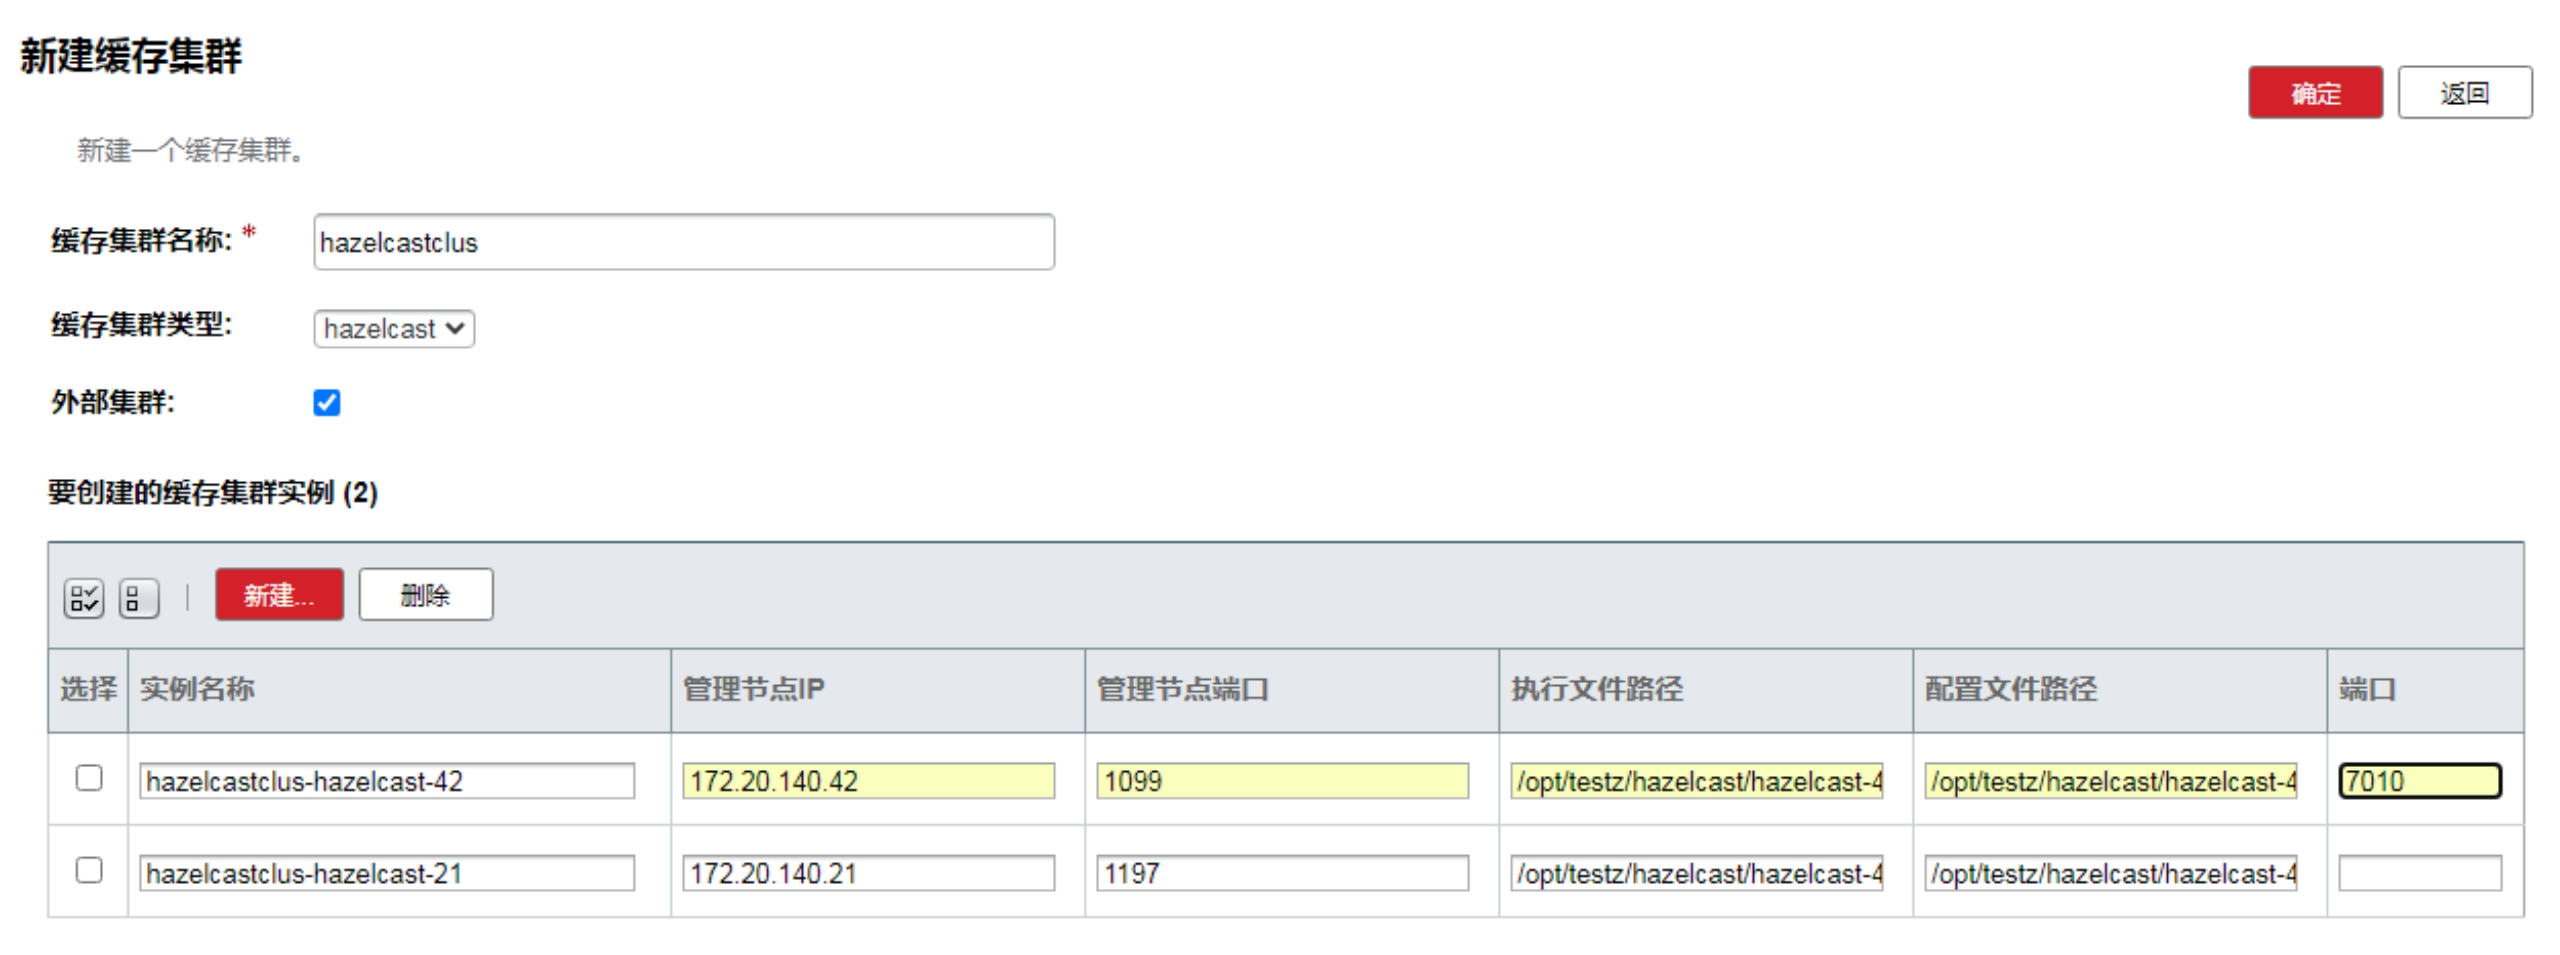 新建缓存集群
确定 返回
新建一个缓存集群。
缓存集群名称: * hazelcastclus
缓存集群类型: hazelcast
外部集群:
要创建的缓存集群实例 (2)
新建... 删除
选择 实例名称 管理节点IP 管理节点端口 执行文件路径 配置文件路径 端口
hazelcastclus-hazelcast-42 172.20.140.42 1099 /opt/testz/hazelcast/hazelcast-4 /opt/testz/hazelcast/hazelcast-4 7010
hazelcastclus-hazelcast-21 172.20.140.21 1197 /opt/testz/hazelcast/hazelcast-4 /opt/testz/hazelcast/hazelcast-4